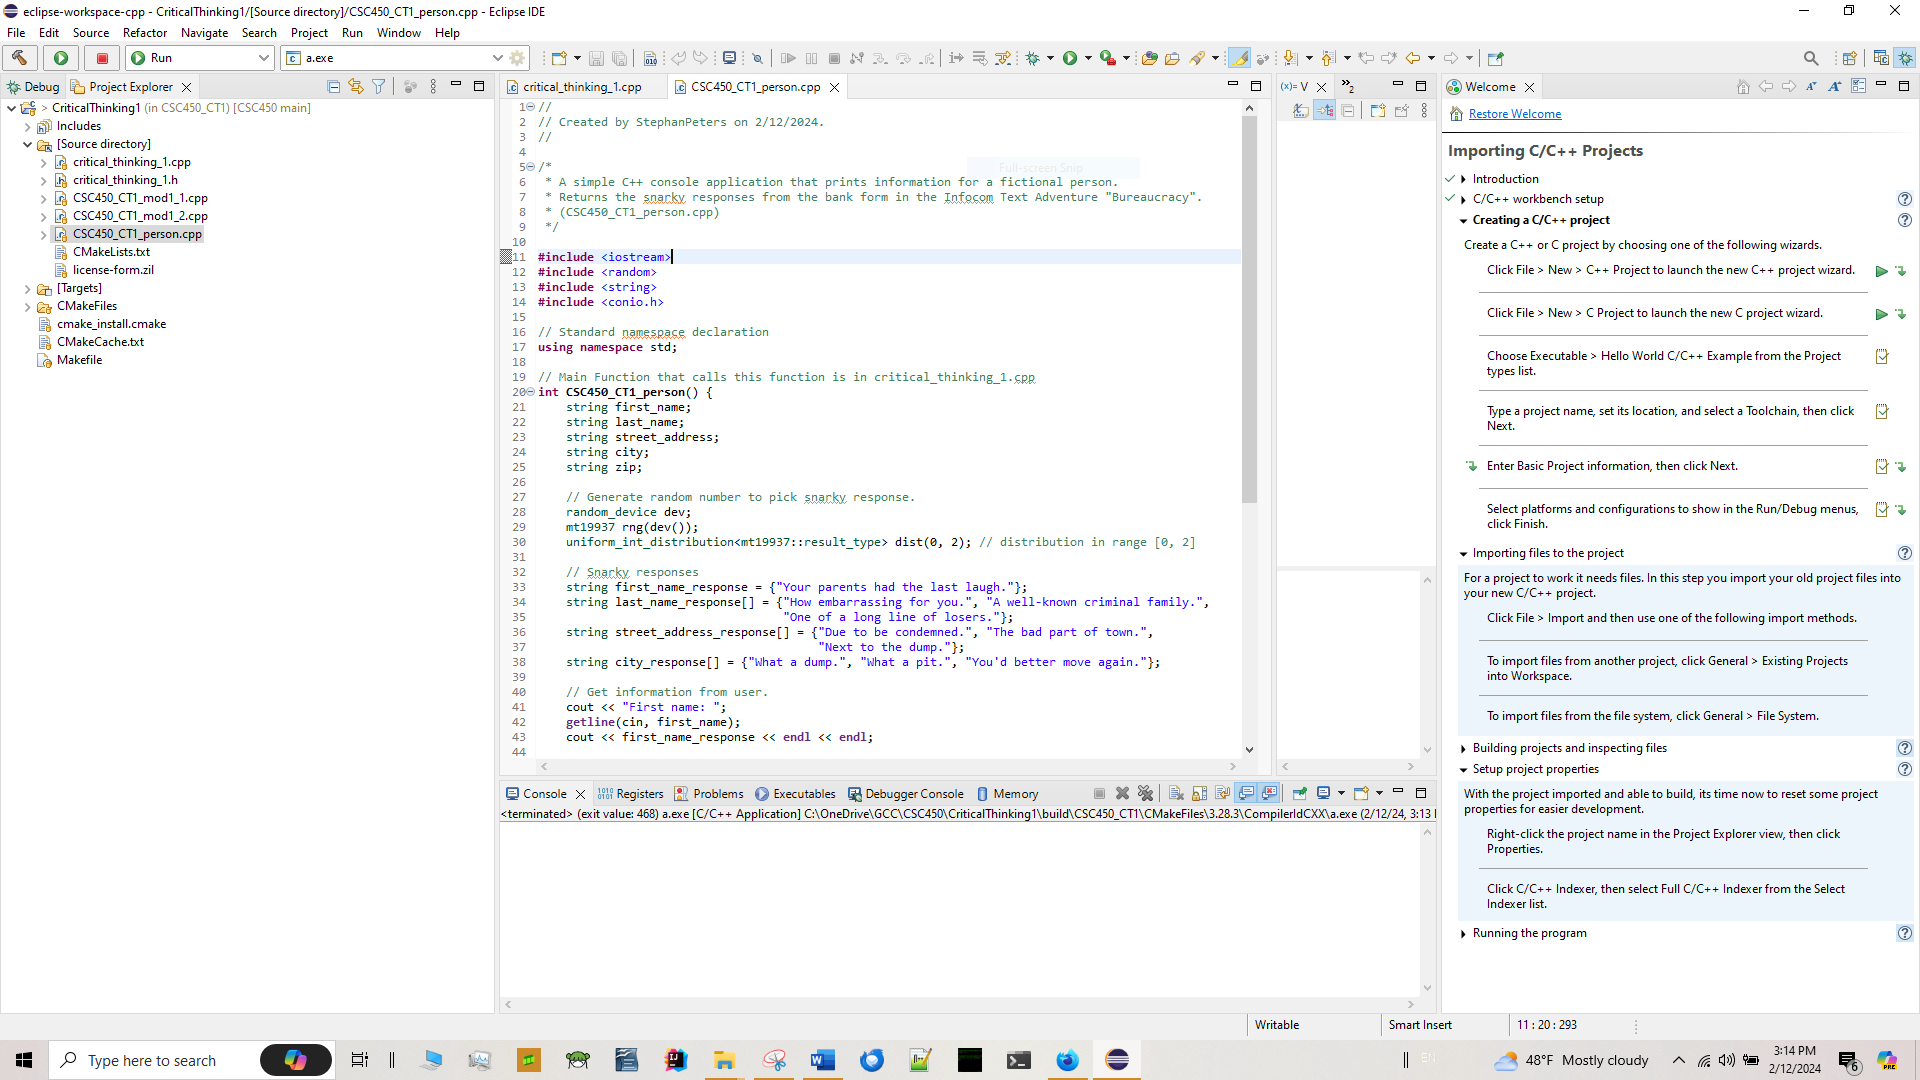 eclipse-workspace-cpp - CriticalThinking1/[Source directory]/CSC450_CT1_person.cpp - Eclipse IDE
File Edit Source Refactor Navigate Search Project Run Window Help
Run
a.exe
Debug
Project Explorer
CriticalThinking1 (in CSC450_CT1) [CSC450 main]
Includes
[Source directory]
critical_thinking_1.cpp
critical_thinking_1.h
CSC450_CT1_mod1_1.cpp
CSC450_CT1_mod1_2.cpp
CSC450_CT1_person.cpp
CMakeLists.txt
license-form.zil
[Targets]
CMakeFiles
cmake_install.cmake
CMakeCache.txt
Makefile
critical_thinking_1.cpp
CSC450_CT1_person.cpp
1 //
2 // Created by StephanPeters on 2/12/2024.
3 //
4
Full-screen Snip
5 /*
6 * A simple C++ console application that prints information for a fictional person.
7 * Returns the snarky responses from the bank form in the Infocom Text Adventure "Bureaucracy".
8 * (CSC450_CT1_person.cpp)
9 */
10
11 #include <iostream>
12 #include <random>
13 #include <string>
14 #include <conio.h>
15
16 // Standard namespace declaration
17 using namespace std;
18
19 // Main Function that calls this function is in critical_thinking_1.cpp
20 int CSC450_CT1_person() {
21 string first_name;
22 string last_name;
23 string street_address;
24 string city;
25 string zip;
26
27 // Generate random number to pick snarky response.
28 random_device dev;
29 mt19937 rng(dev());
30 uniform_int_distribution<mt19937::result_type> dist(0, 2); // distribution in range [0, 2]
31
32 // Snarky responses
33 string first_name_response = {"Your parents had the last laugh."};
34 string last_name_response[] = {"How embarrassing for you.", "A well-known criminal family.",
35 "One of a long line of losers."};
36 string street_address_response[] = {"Due to be condemned.", "The bad part of town.",
37 "Next to the dump."};
38 string city_response[] = {"What a dump.", "What a pit.", "You'd better move again."};
39
40 // Get information from user.
41 cout << "First name: ";
42 getline(cin, first_name);
43 cout << first_name_response << endl << endl;
44
(x)= V
2
Console
Registers
Problems
Executables
Debugger Console
Memory
<terminated> (exit value: 468) a.exe [C/C++ Application] C:\OneDrive\GCC\CSC450\CriticalThinking1\build\CSC450_CT1\CMakeFiles\3.28.3\CompilerIdCXX\a.exe (2/12/24, 3:13
Welcome
Restore Welcome
Importing C/C++ Projects
Introduction
C/C++ workbench setup
Creating a C/C++ project
Create a C++ or C project by choosing one of the following wizards.
Click File > New > C++ Project to launch the new C++ project wizard.
Click File > New > C Project to launch the new C project wizard.
Choose Executable > Hello World C/C++ Example from the Project
types list.
Type a project name, set its location, and select a Toolchain, then click
Next.
Enter Basic Project information, then click Next.
Select platforms and configurations to show in the Run/Debug menus,
click Finish.
Importing files to the project
For a project to work it needs files. In this step you import your old project files into
your new C/C++ project.
Click File > Import and then use one of the following import methods.
To import files from another project, click General > Existing Projects
into Workspace.
To import files from the file system, click General > File System.
Building projects and inspecting files
Setup project properties
With the project imported and able to build, its time now to reset some project
properties for easier development.
Right-click the project name in the Project Explorer view, then click
Properties.
Click C/C++ Indexer, then select Full C/C++ Indexer from the Select
Indexer list.
Running the program
Writable
Smart Insert
11 : 20 : 293
Type here to search
48°F Mostly cloudy
3:14 PM
2/12/2024
6